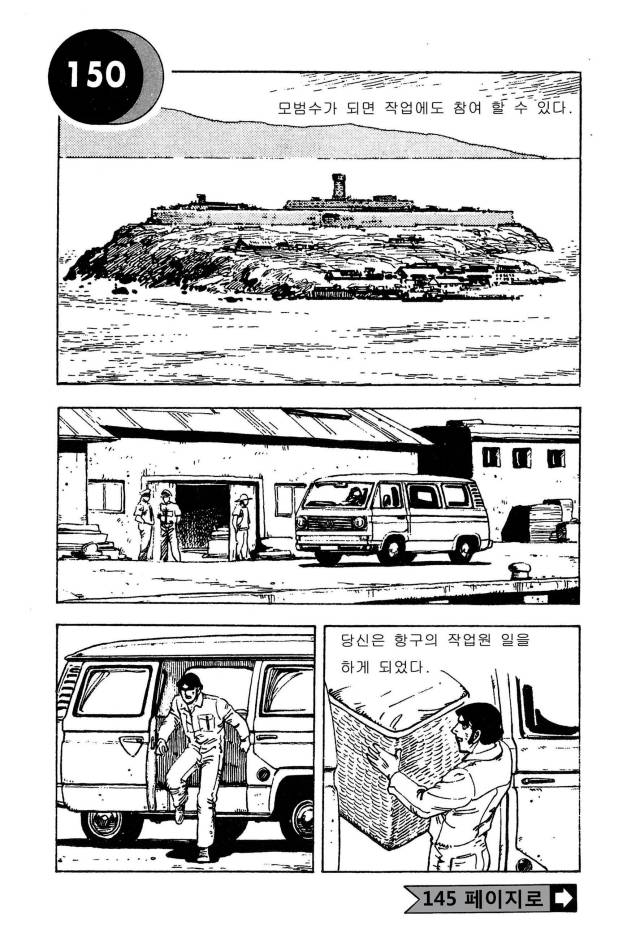 150
모범수가 되면 작업에도 참여 할 수 있다.
당신은 항구의 작업원 일을
하게 되었다.
145 페이지로